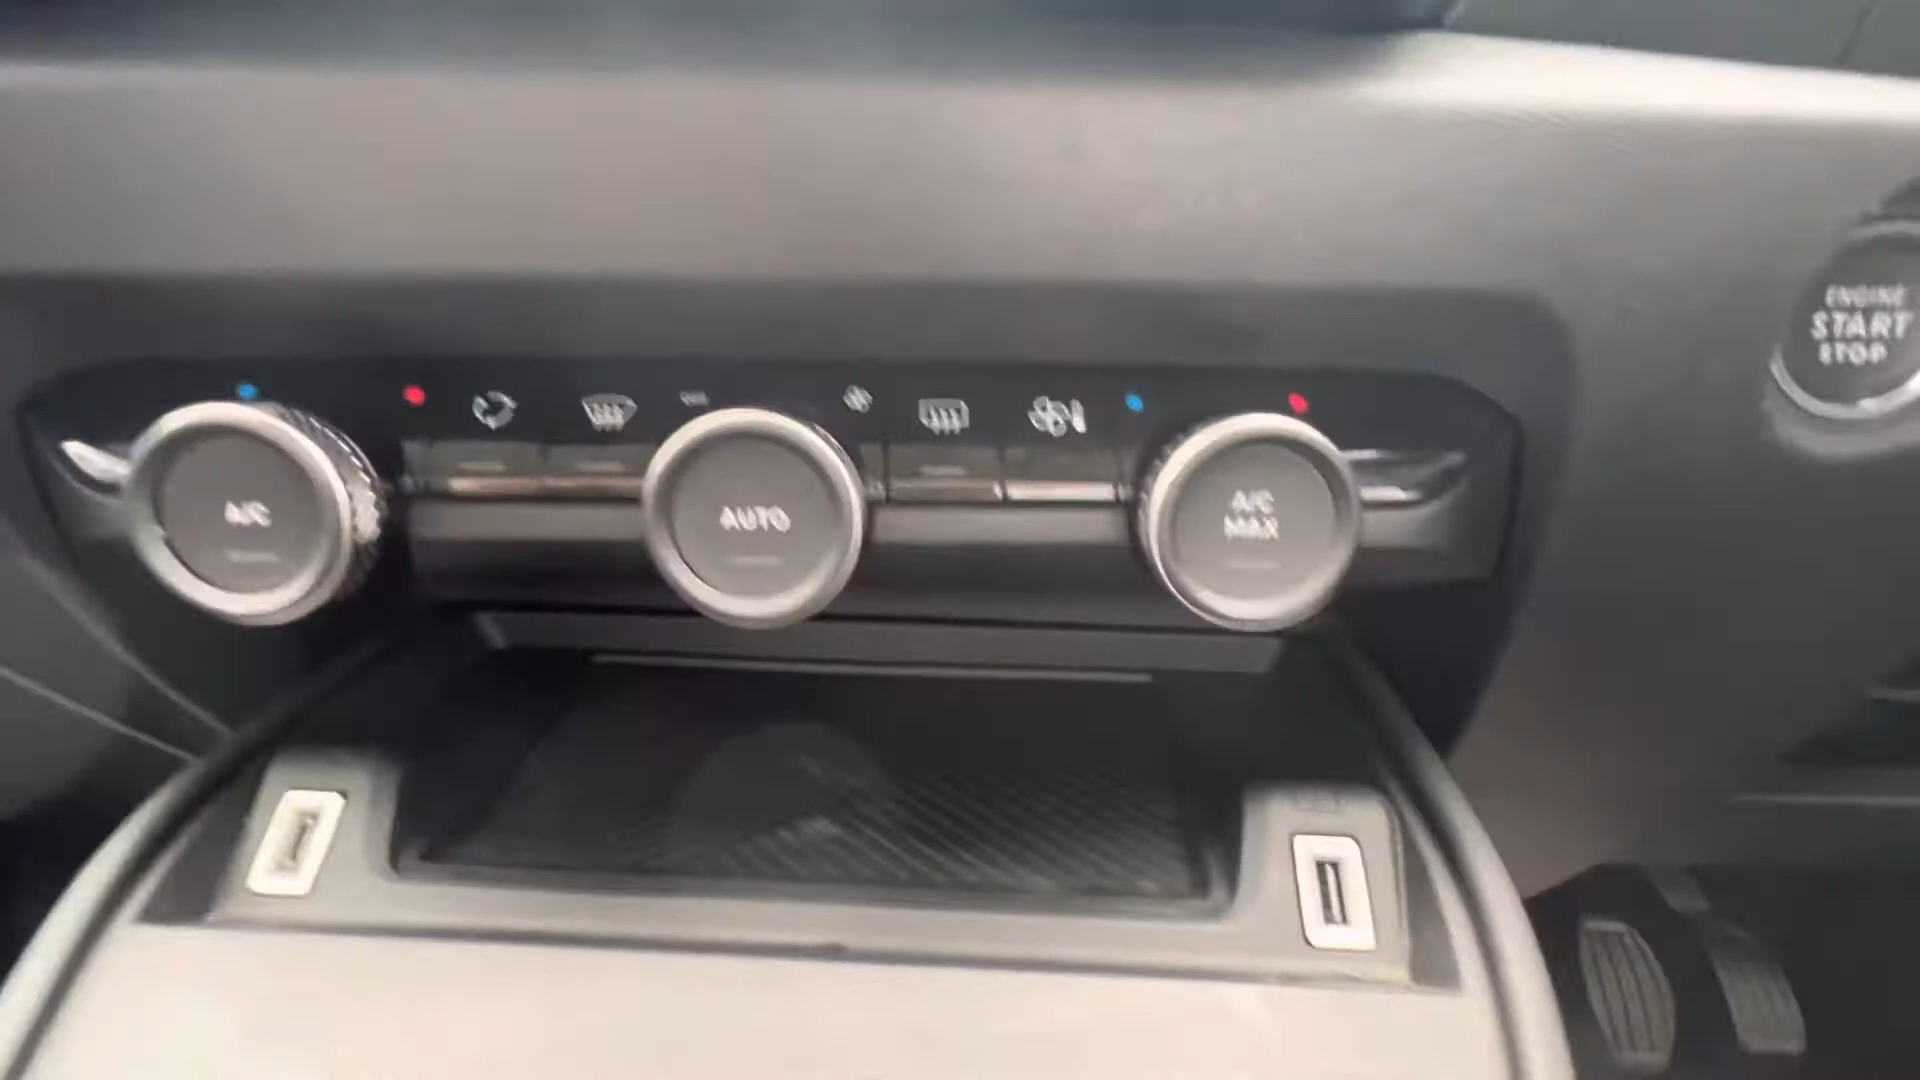 A/C
AUTO
A/C
MAX
ENGINE
START
STOP